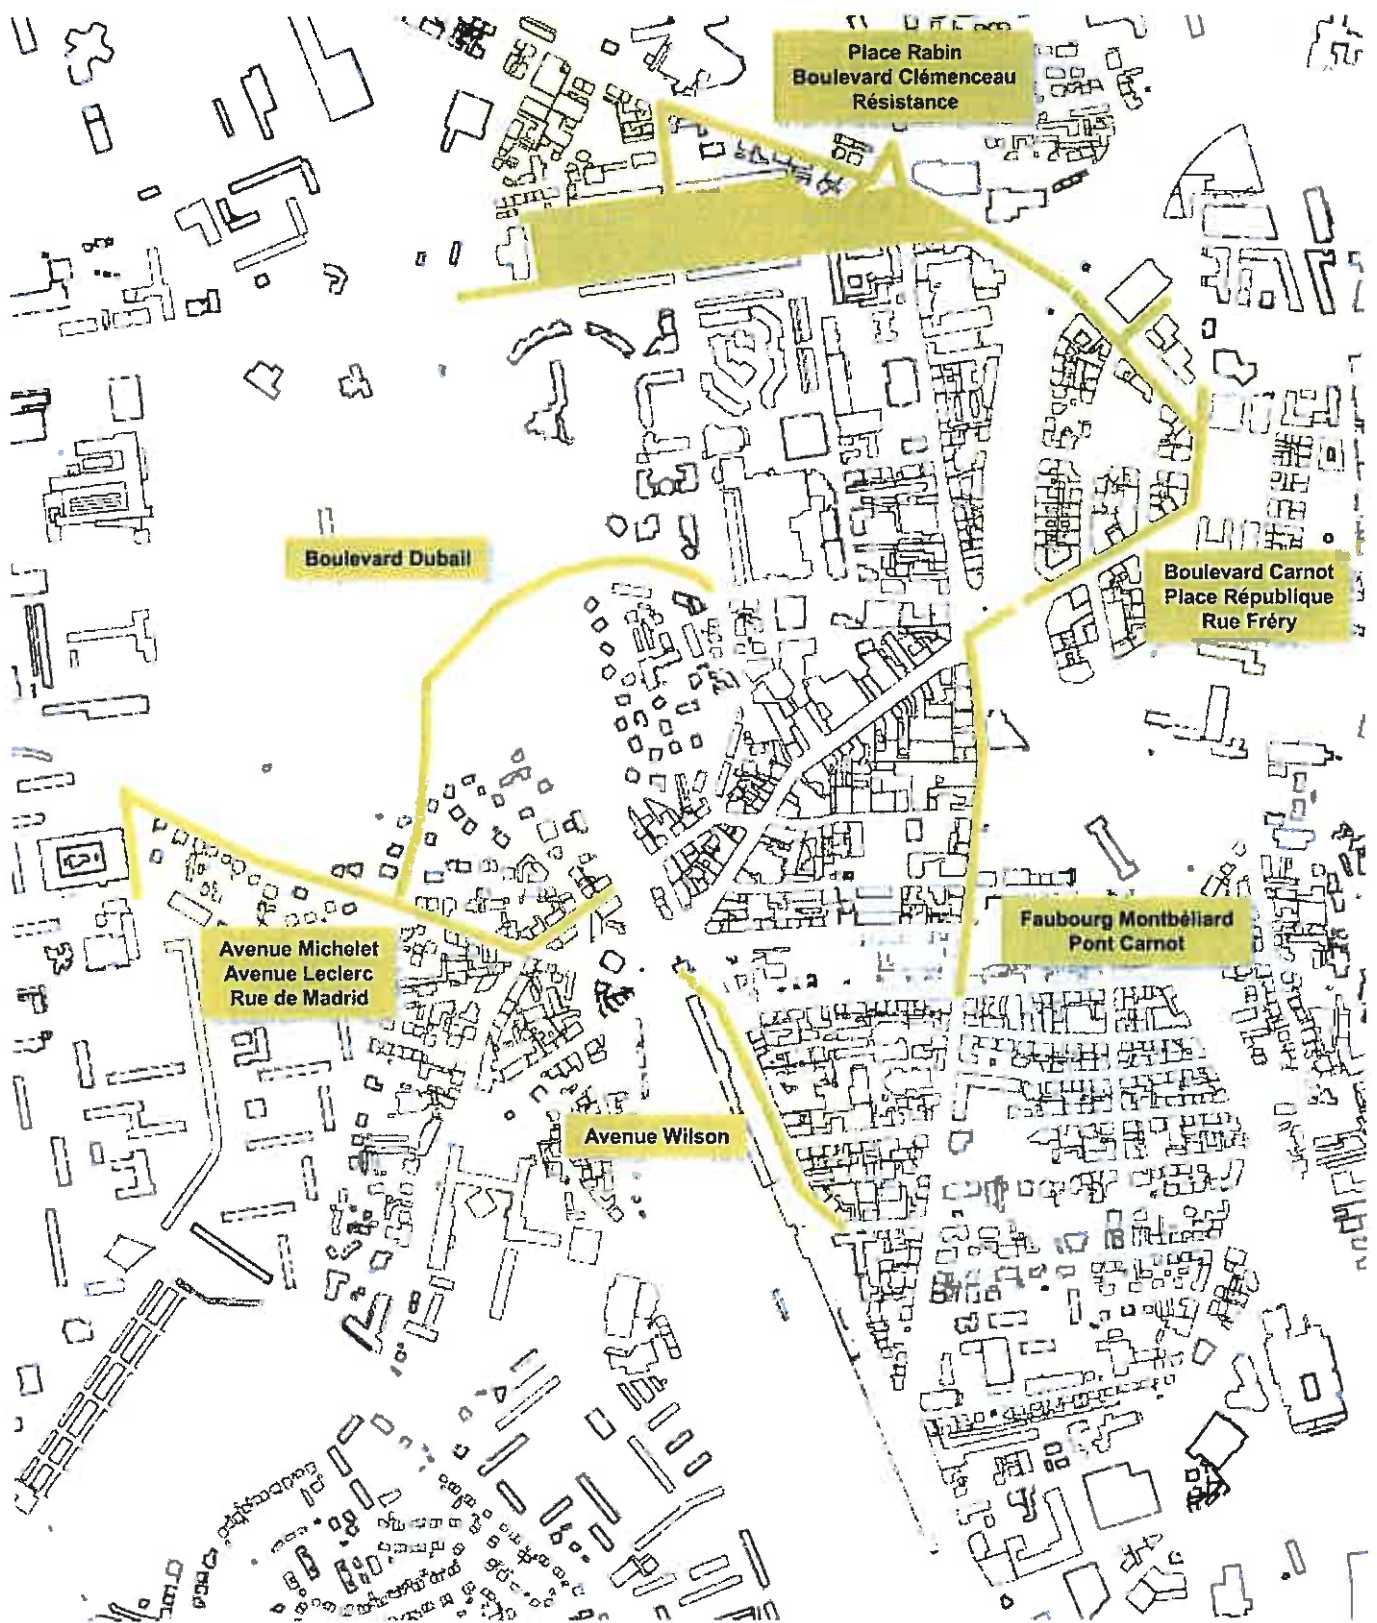 Place Rabin
Boulevard Clémenceau
Résistance
Boulevard Dubail
Boulevard Carnot
Place République
Rue Fréry
Faubourg Montbéliard
Pont Carnot
Avenue Michelet
Avenue Leclerc
Rue de Madrid
Avenue Wilson